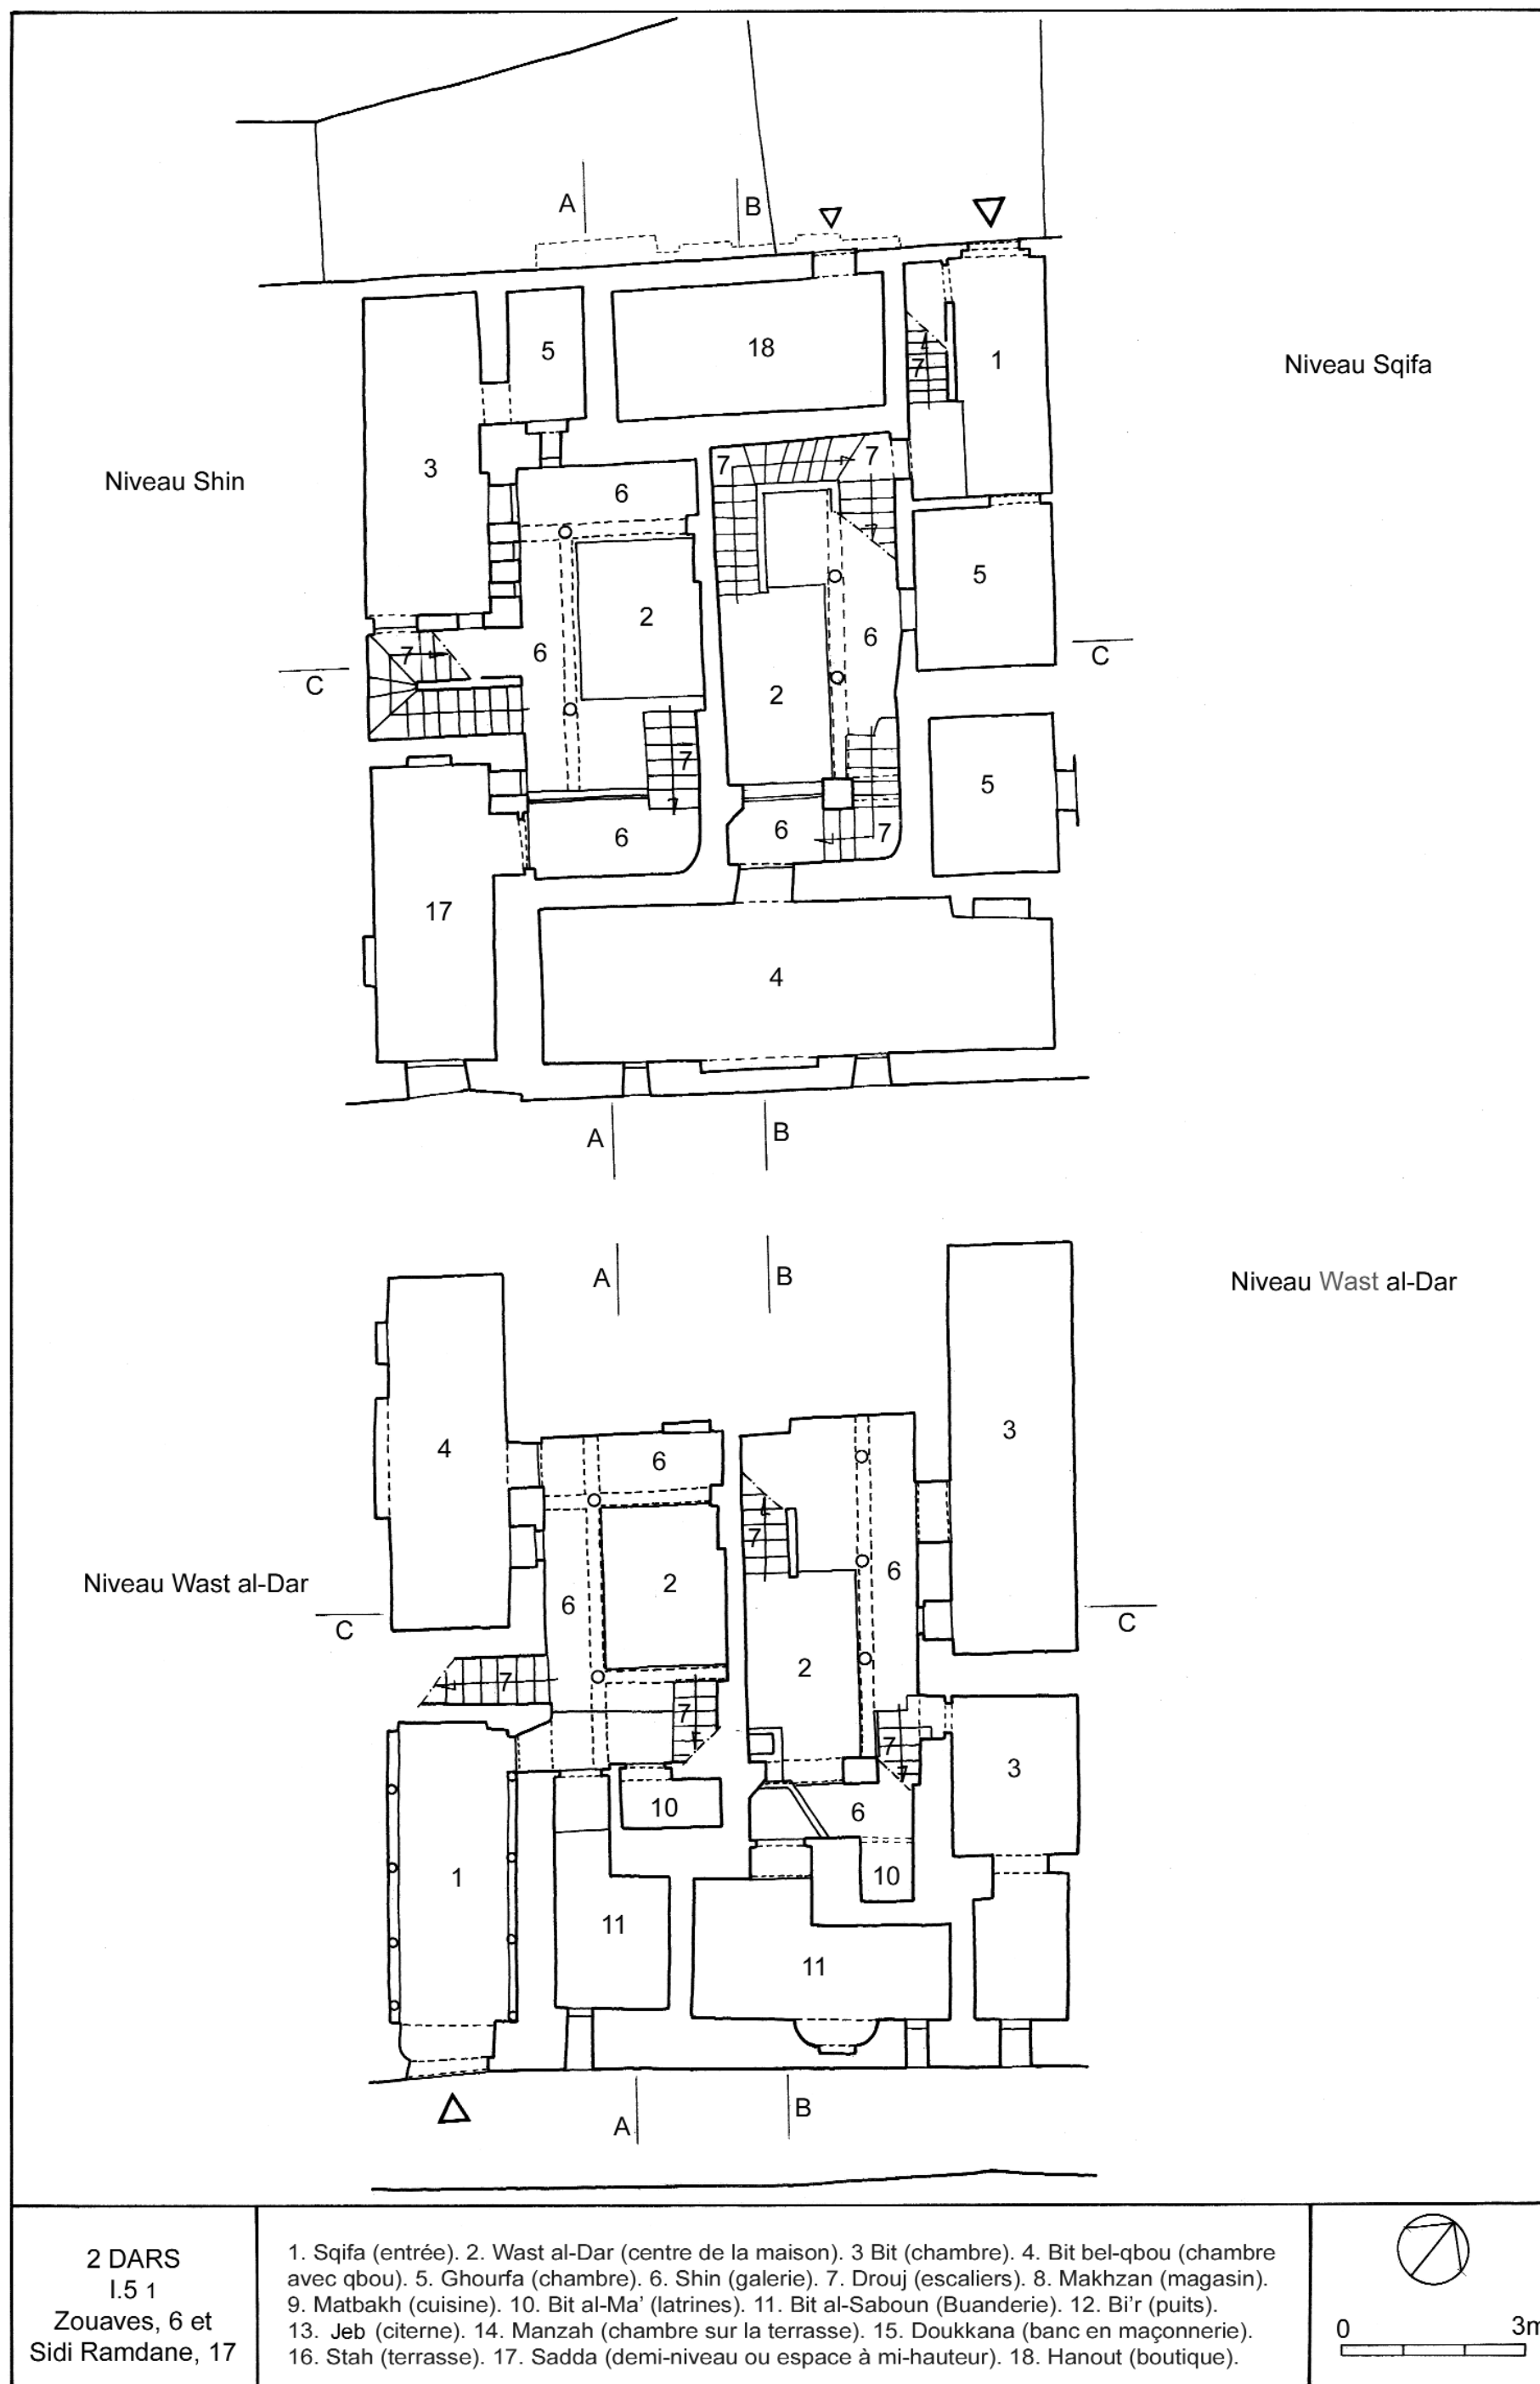 A
B
Niveau Sqifa
18
5
7
1
Niveau Shin
3
7
7
6
5
2
6
C
7
6
C
2
7
5
6
6
7
17
4
A
B
A
B
Niveau Wast al-Dar
4
6
3
7
Niveau Wast al-Dar
6
2
6
C
C
7
2
7
7
3
7
10
6
1
10
11
11
A
B
2 DARS
I.5 1
Zouaves, 6 et
Sidi Ramdane, 17
1. Sqifa (entrée). 2. Wast al-Dar (centre de la maison). 3 Bit (chambre). 4. Bit bel-qbou (chambre
avec qbou). 5. Ghourfa (chambre). 6. Shin (galerie). 7. Drouj (escaliers). 8. Makhzan (magasin).
9. Matbakh (cuisine). 10. Bit al-Ma’ (latrines). 11. Bit al-Saboun (Buanderie). 12. Bi’r (puits).
13. Jeb (citerne). 14. Manzah (chambre sur la terrasse). 15. Doukkana (banc en maçonnerie).
16. Stah (terrasse). 17. Sadda (demi-niveau ou espace à mi-hauteur). 18. Hanout (boutique).
0 3m